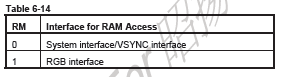 Table 6-14
RM Interface for RAM Access
0 System interface/VSYNC interface
1 RGB interface